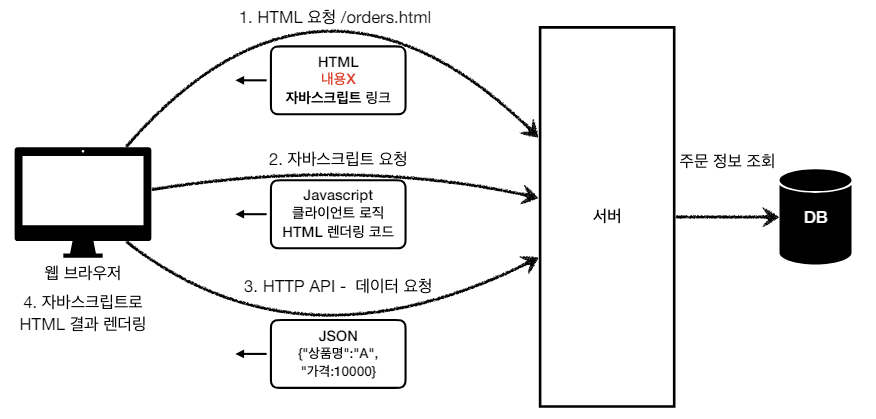 1. HTML 요청 /orders.html
HTML
내용X
자바스크립트 링크
2. 자바스크립트 요청
Javascript
클라이언트 로직
HTML 렌더링 코드
3. HTTP API - 데이터 요청
JSON
{"상품명":"A",
"가격:10000}
웹 브라우저
4. 자바스크립트로
HTML 결과 렌더링
서버
주문 정보 조회
DB